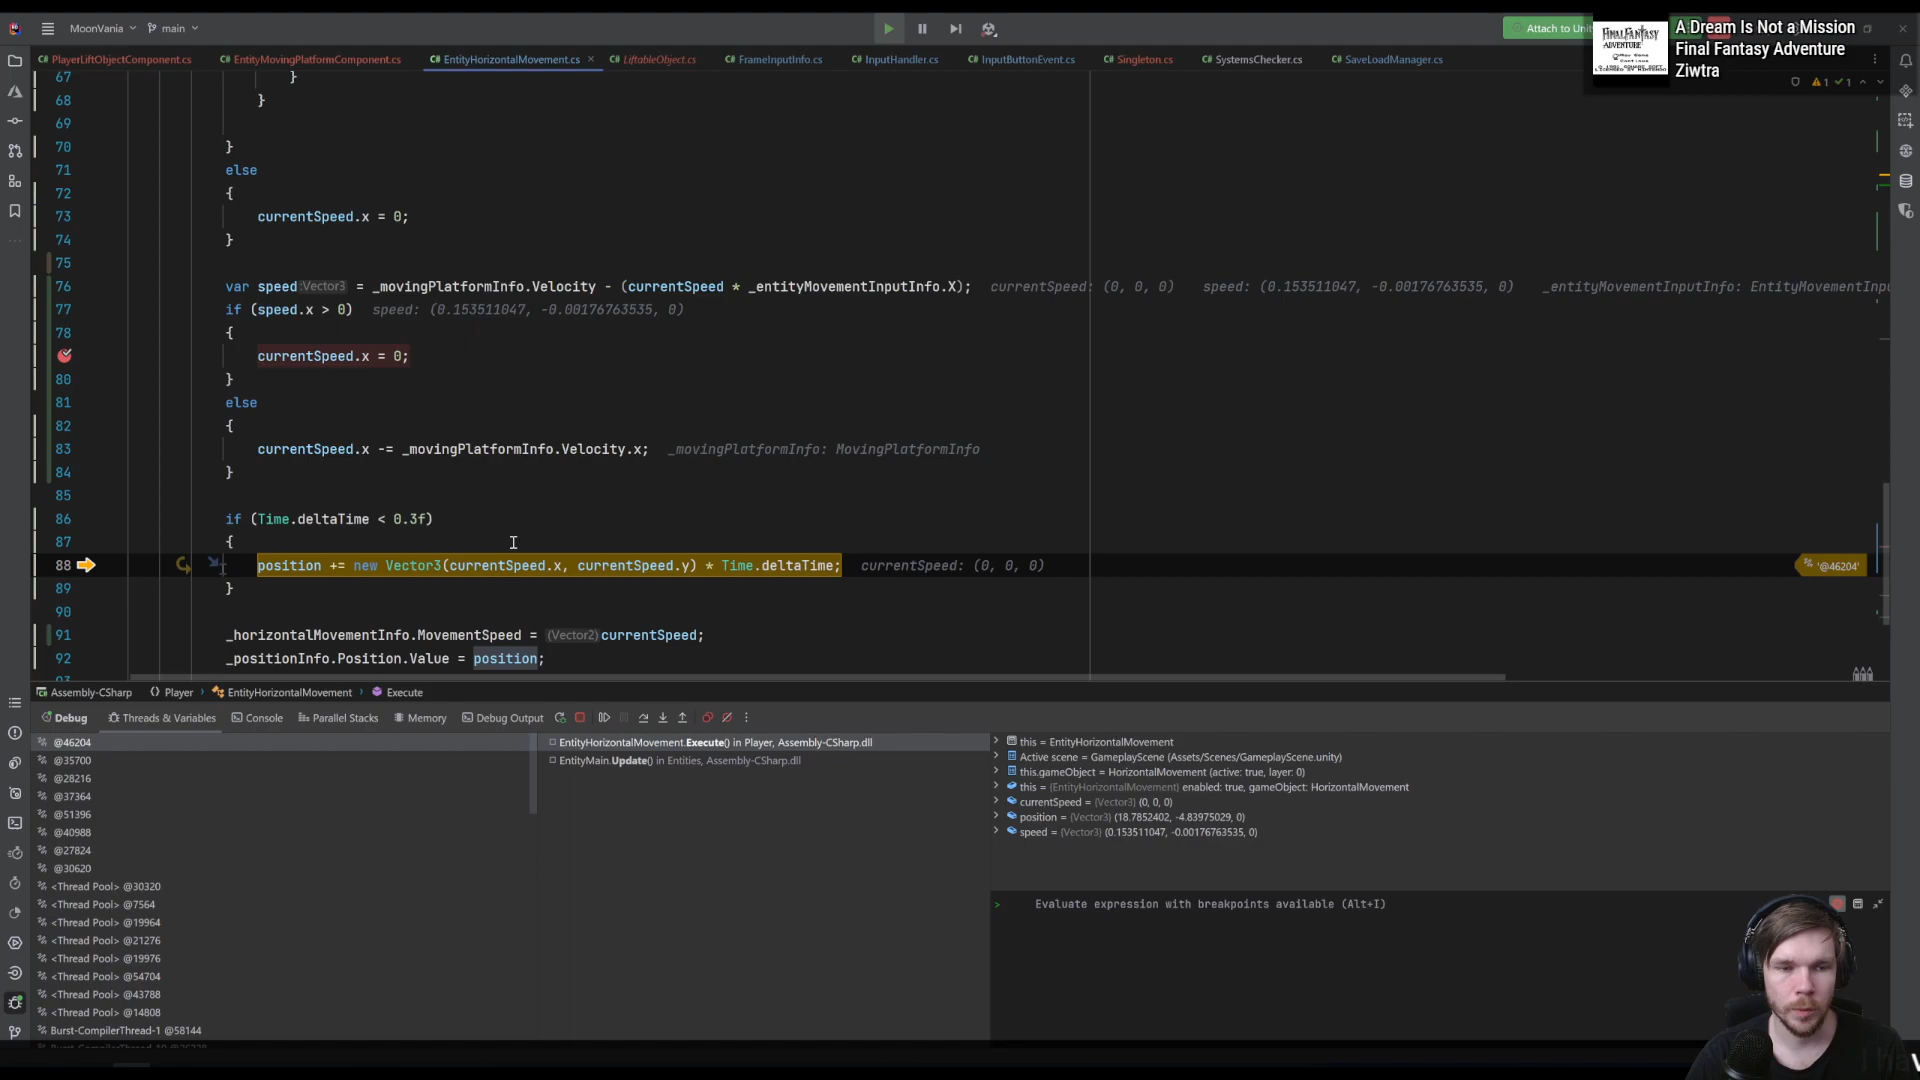 MoonVania
main
Attach to Uni
A Dream Is Not a Mission
Final Fantasy Adventure
Ziwtra
FINAL FANTASY
ADVENTURE
PlayerLiftObjectComponent.cs
C# EntityMovingPlatformComponent.cs
C# EntityHorizontalMovement.cs
C# LiftableObject.cs
C# FrameInputInfo.cs
C# InputHandler.cs
C# InputButtonEvent.cs
C# Singleton.cs
C# SystemsChecker.cs
C# SaveLoadManager.cs
1 1
67 }
68 }
69
70 }
71 else
72 {
73 currentSpeed.x = 0;
74 }
75
76 var speed:Vector3 = _movingPlatformInfo.Velocity - (currentSpeed * _entityMovementInputInfo.X); currentSpeed: (0, 0, 0) speed: (0.153511047, -0.00176763535, 0) _entityMovementInputInfo: EntityMovementInpu
77 if (speed.x > 0) speed: (0.153511047, -0.00176763535, 0)
78 {
currentSpeed.x = 0;
80 }
81 else
82 {
83 currentSpeed.x -= _movingPlatformInfo.Velocity.x; _movingPlatformInfo: MovingPlatformInfo
84 }
85
86 if (Time.deltaTime < 0.3f)
87 {
88 position += new Vector3(currentSpeed.x, currentSpeed.y) * Time.deltaTime; currentSpeed: (0, 0, 0) '@46204'
89 }
90
91 _horizontalMovementInfo.MovementSpeed = (Vector2)currentSpeed;
92 _positionInfo.Position.Value = position;
93
Assembly-CSharp Player EntityHorizontalMovement Execute
Debug Threads & Variables Console Parallel Stacks Memory Debug Output
@46204
@35700
@28216
@37364
@51396
@40988
@27824
@30620
<Thread Pool> @30320
<Thread Pool> @7564
<Thread Pool> @19964
<Thread Pool> @21276
<Thread Pool> @19976
<Thread Pool> @54704
<Thread Pool> @43788
<Thread Pool> @14808
Burst-CompilerThread-1 @58144
EntityHorizontalMovement.Execute() in Player, Assembly-CSharp.dll
EntityMain.Update() in Entities, Assembly-CSharp.dll
this = EntityHorizontalMovement
Active scene = GameplayScene (Assets/Scenes/GameplayScene.unity)
this.gameObject = HorizontalMovement (active: true, layer: 0)
this = {EntityHorizontalMovement} enabled: true, gameObject: HorizontalMovement
currentSpeed = {Vector3} (0, 0, 0)
position = {Vector3} (18.7852402, -4.83975029, 0)
speed = {Vector3} (0.153511047, -0.00176763535, 0)
> Evaluate expression with breakpoints available (Alt+I)